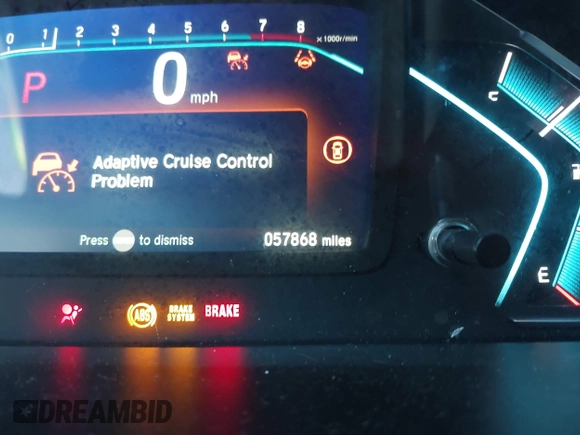 0 1 2 3 4 5 6 7 8 x1000r/min
P 0 mph
Adaptive Cruise Control
Problem
Press to dismiss
057868 miles
C
E
ABS BRAKE SYSTEM BRAKE
DREAMBID